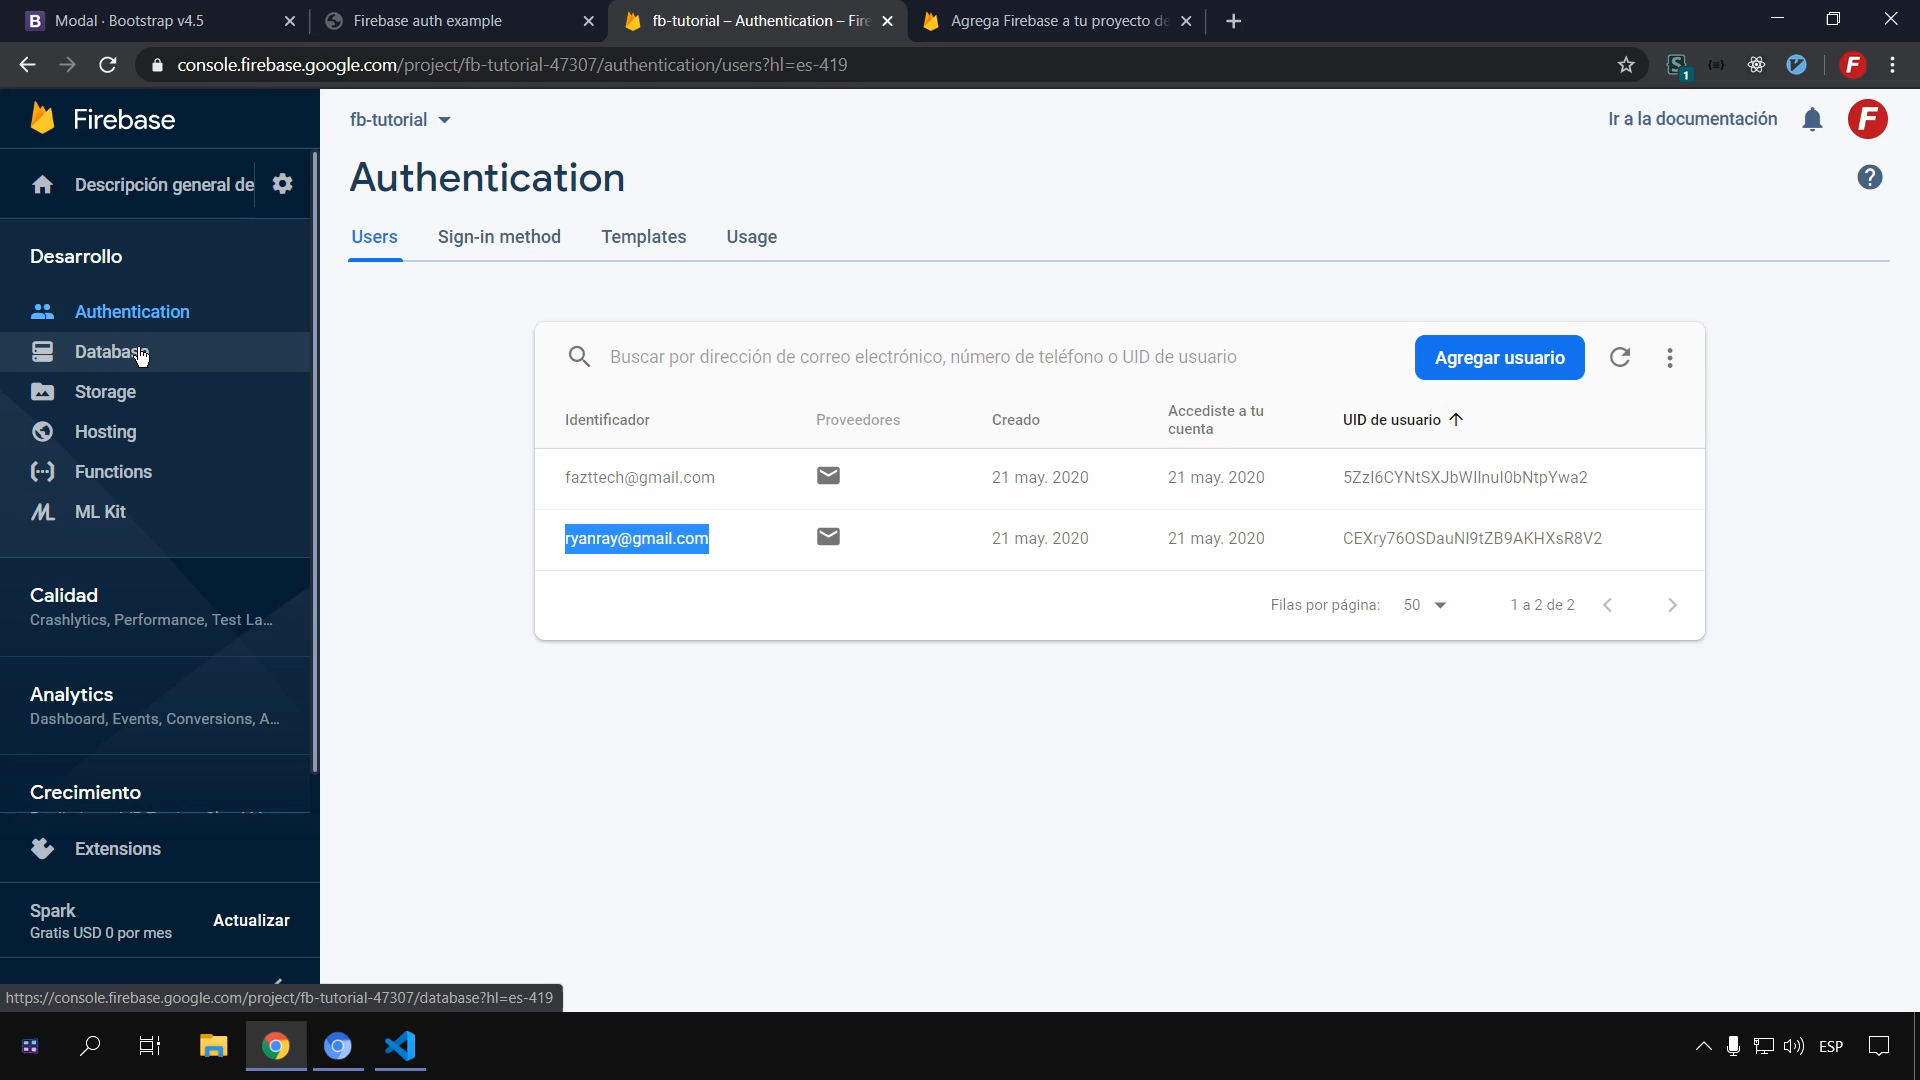 Modal · Bootstrap v4.5
Firebase auth example
fb-tutorial – Authentication – Fire
Agrega Firebase a tu proyecto de
console.firebase.google.com/project/fb-tutorial-47307/authentication/users?hl=es-419
1
F
Firebase
fb-tutorial
Ir a la documentación
F
Descripción general de
Authentication
Users
Sign-in method
Templates
Usage
Desarrollo
Authentication
Database
Storage
Hosting
Functions
ML Kit
Buscar por dirección de correo electrónico, número de teléfono o UID de usuario
Agregar usuario
Identificador
Proveedores
Creado
Accediste a tu
cuenta
UID de usuario
fazttech@gmail.com
21 may. 2020
21 may. 2020
5Zzl6CYNtSXJbWIlnul0bNtpYwa2
ryanray@gmail.com
21 may. 2020
21 may. 2020
CEXry76OSDauNI9tZB9AKHXsR8V2
Filas por página:
50
1 a 2 de 2
Calidad
Crashlytics, Performance, Test La...
Analytics
Dashboard, Events, Conversions, A...
Crecimiento
Extensions
Spark
Gratis USD 0 por mes
Actualizar
https://console.firebase.google.com/project/fb-tutorial-47307/database?hl=es-419
ESP